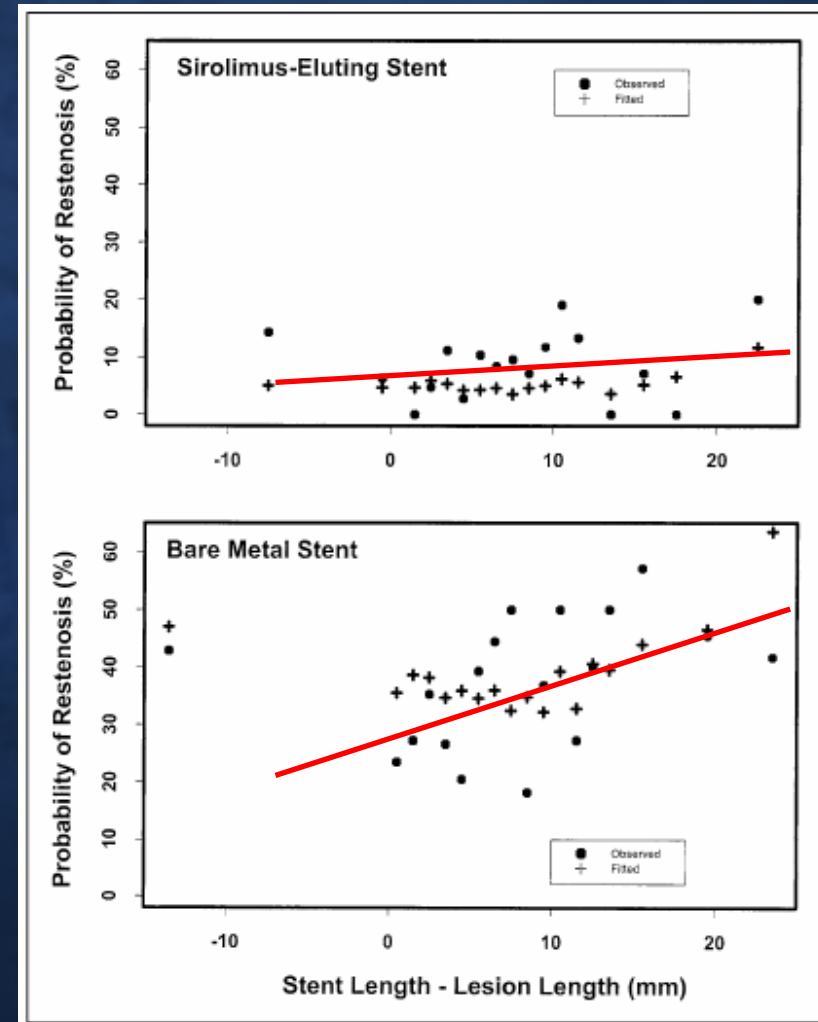 Sirolimus-Eluting Stent
Observed
Fitted
Probability of Restenosis (%)
60
50
40
30
20
10
0
-10 0 10 20
Bare Metal Stent
Probability of Restenosis (%)
60
50
40
30
20
10
0
Observed
Fitted
-10 0 10 20
Stent Length - Lesion Length (mm)